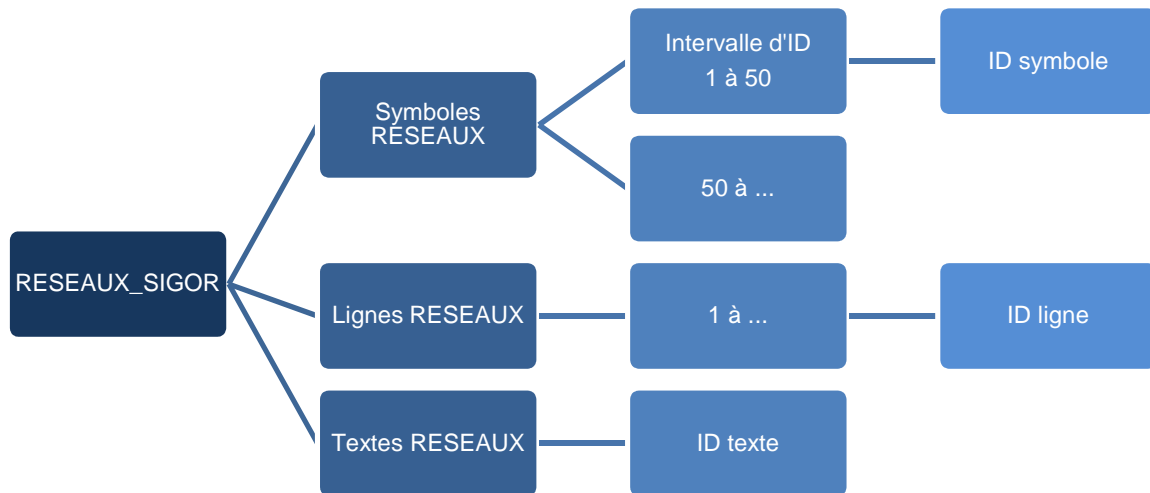 RESEAUX_SIGOR
Symboles
RESEAUX
Intervalle d'ID
1 à 50
ID symbole
50 à ...
Lignes RESEAUX
1 à ...
ID ligne
Textes RESEAUX
ID texte